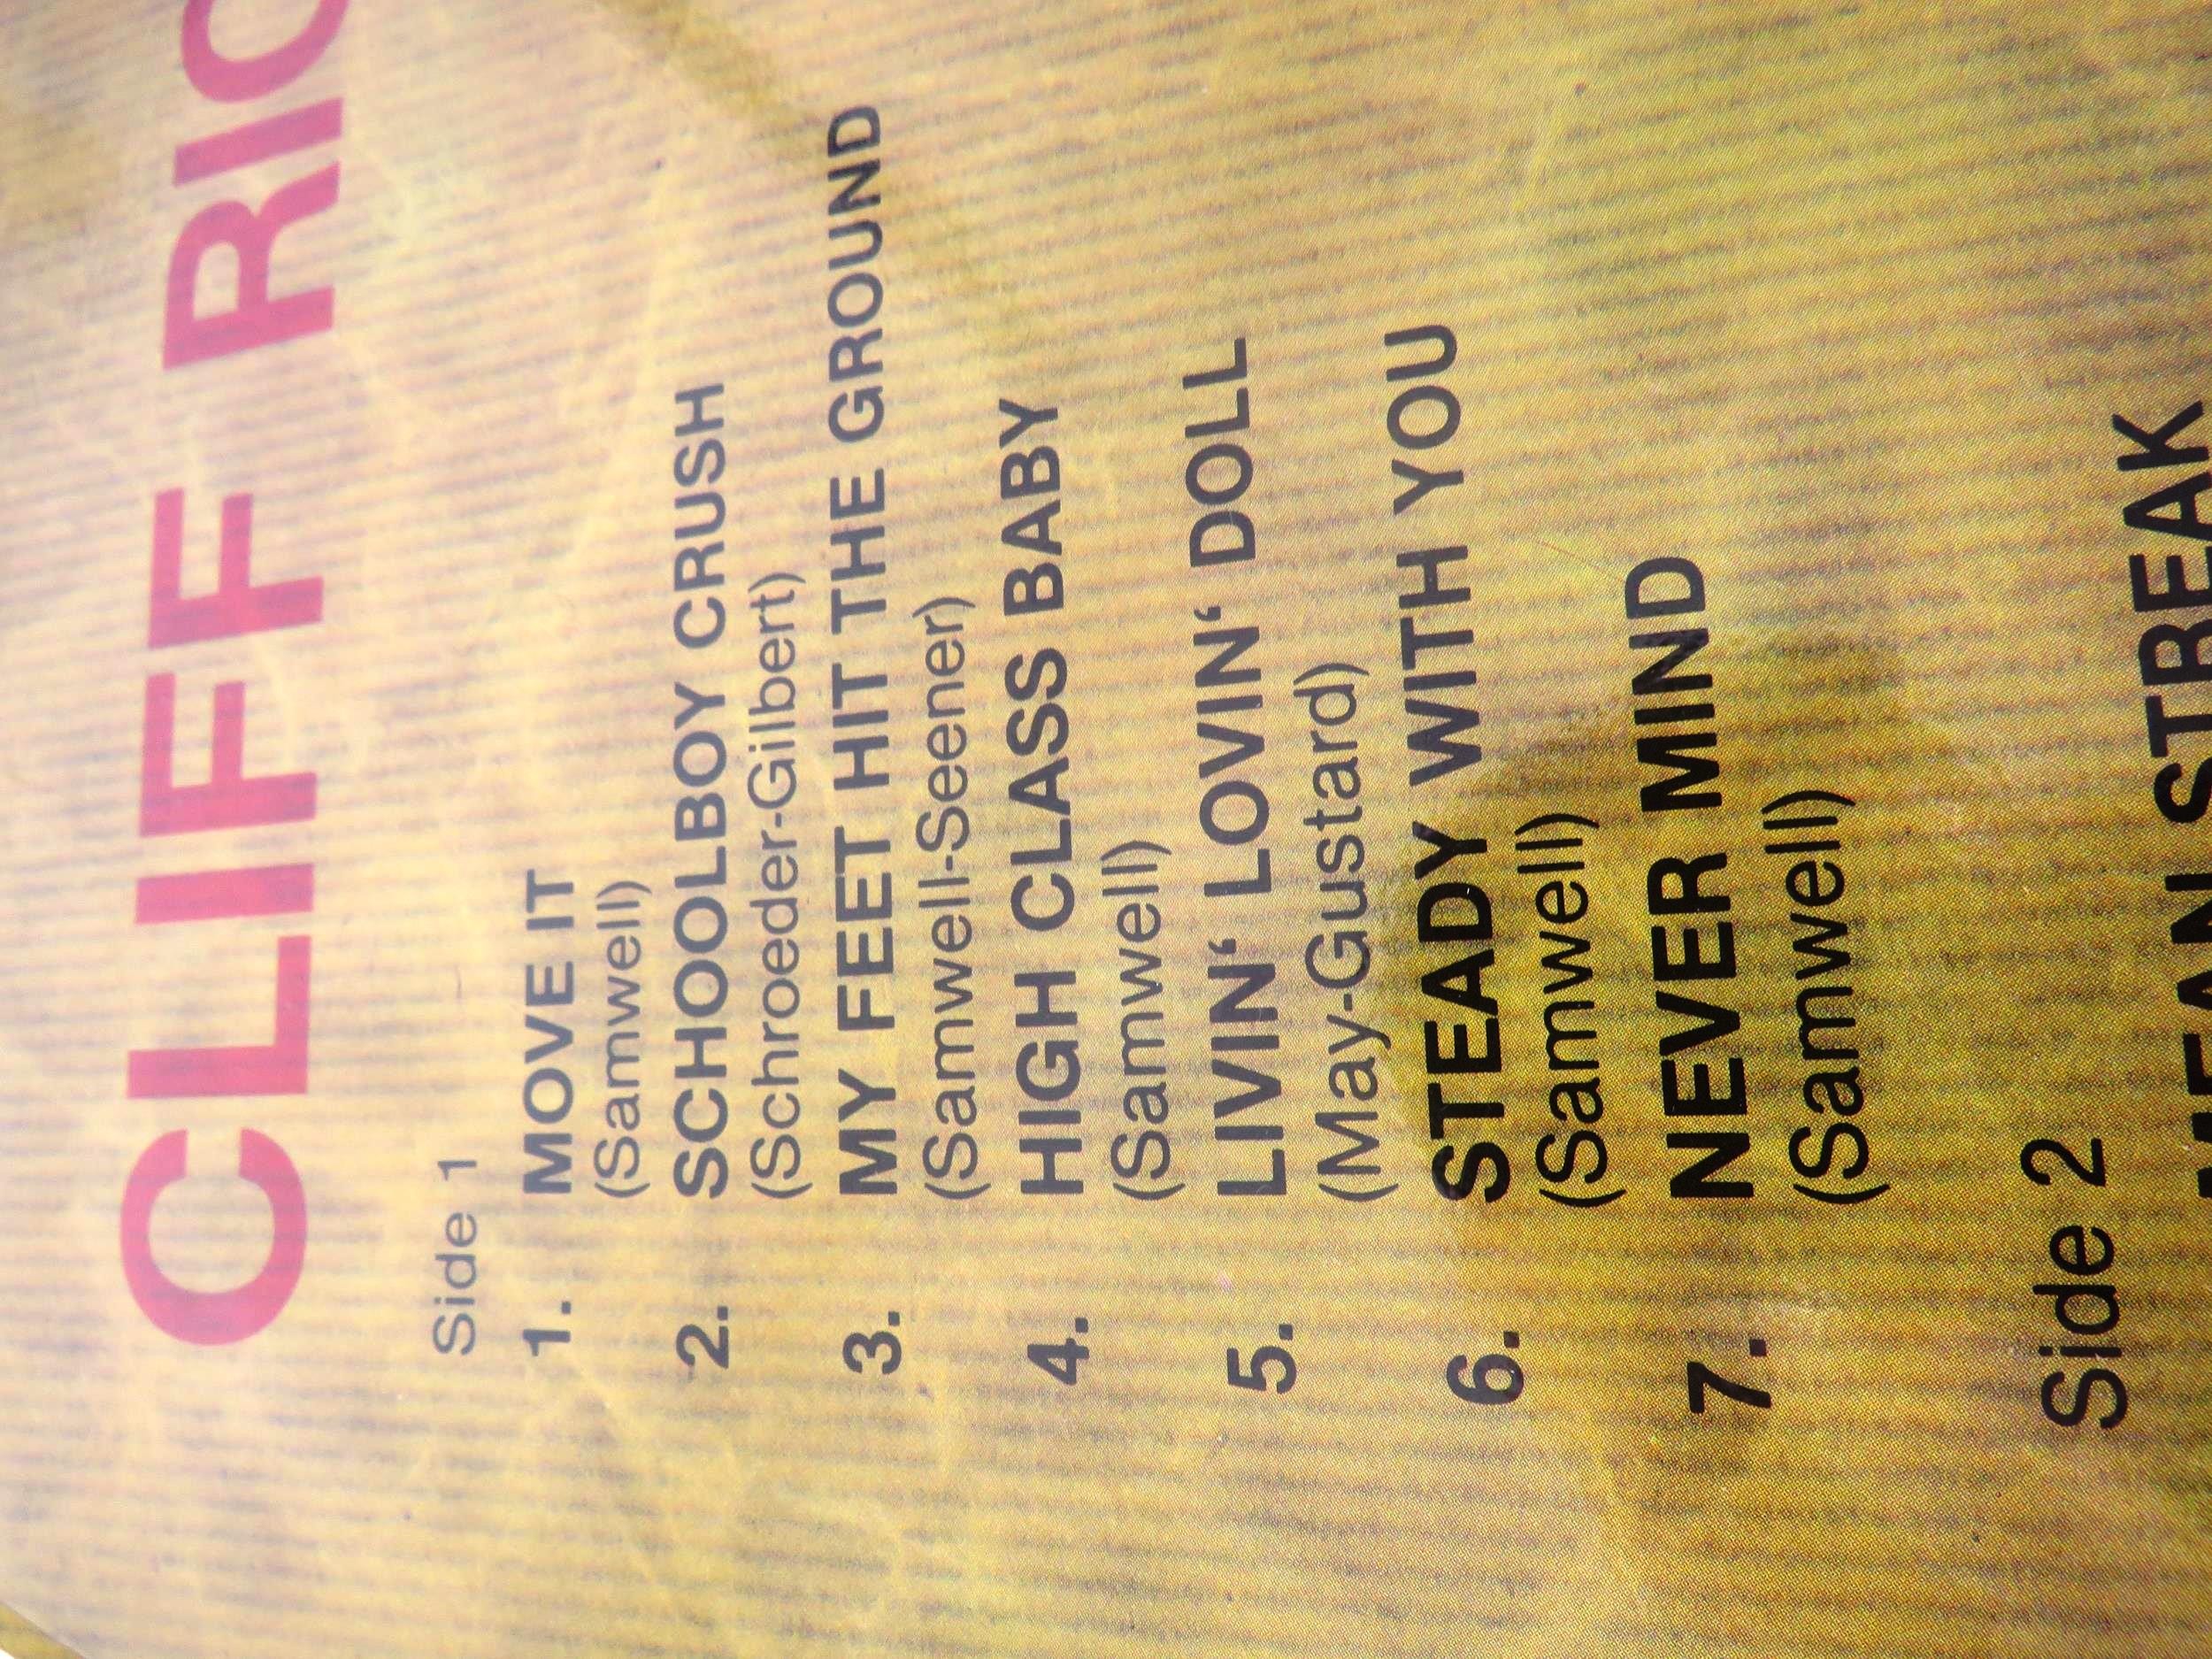 CLIFF RIC
Side 1
1. MOVE IT
(Samwell)
2. SCHOOLBOY CRUSH
(Schroeder-Gilbert)
3. MY FEET HIT THE GROUND
(Samwell-Seener)
4. HIGH CLASS BABY
(Samwell)
5. LIVIN‘ LOVIN‘ DOLL
(May-Gustard)
6. STEADY WITH YOU
(Samwell)
7. NEVER MIND
(Samwell)
Side 2
MEAN STREAK